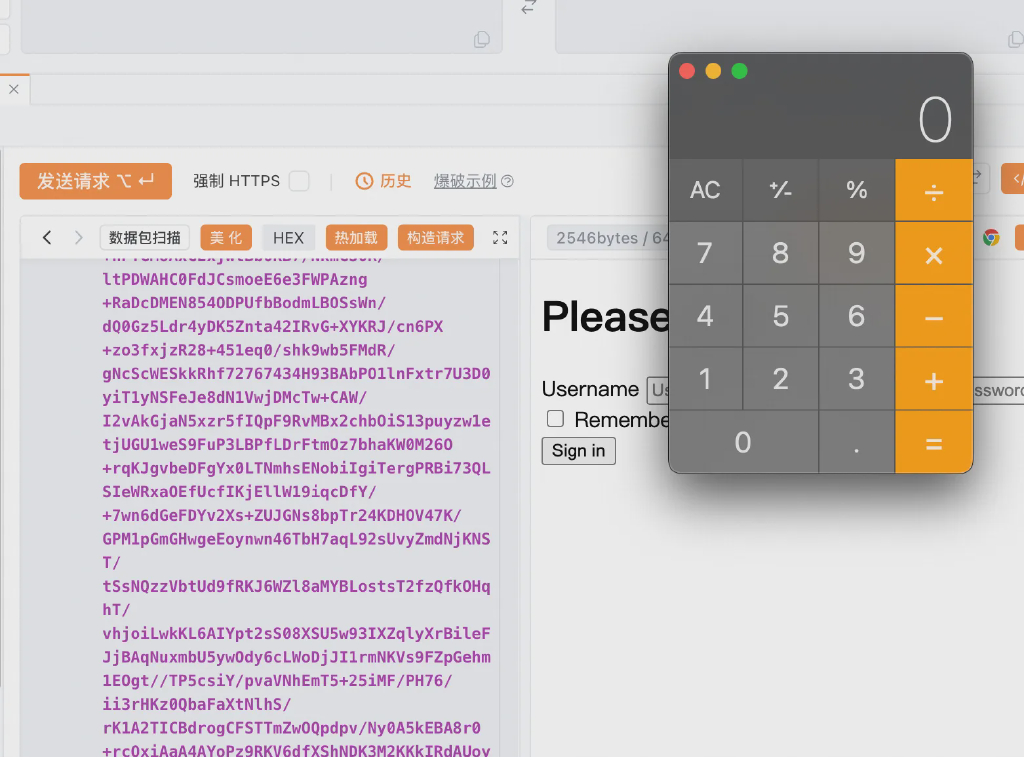 发送请求
强制 HTTPS
历史
爆破示例
数据包扫描
美 化
HEX
热加载
构造请求
2546bytes / 64
ltPDWAHC0FdJCsmoeE6e3FWPAzng
+RaDcDMEN854ODPUfbBodmLBOSsWn/
dQ0Gz5Ldr4yDK5Znta42IRvG+XYKRJ/cn6PX
+zo3fxjzR28+451eq0/shk9wb5FMdR/
gNcScWESkkRhf72767434H93BAbPO1lnFxtr7U3D0
yiT1yNSFeJe8dN1VwjDMcTw+CAW/
I2vAkGjaN5xzr5fIQpF9RvMBx2chbOiS13puyzw1e
tjUGU1weS9FuP3LBPfLDrFtmOz7bhaKW0M26O
+rqKJgvbeDFgYx0LTNmhsENobiIgiTergPRBi73QL
SIeWRxaOEfUcfIKjEllW19iqcDfY/
+7wn6dGeFDYv2Xs+ZUJGNs8bpTr24KDHOV47K/
GPM1pGmGHwgeEoynwn46TbH7aqL92sUvyZmdNjKNS
T/
tSsNQzzVbtUd9fRKJ6WZl8aMYBLostsT2fzQfkOHq
hT/
vhjoiLwkKL6AIYpt2sS08XSU5w93IXZqlyXrBileF
JjBAqNuxmbU5ywOdy6cLWoDjJI1rmNKVs9FZpGehm
1EOgt//TP5csiY/pvaVNhEmT5+25iMF/PH76/
ii3rHKz0QbaFaXtNlhS/
rK1A2TICBdrogCFSTTmZwOQpdpv/Ny0A5kEBA8r0
+rcOxiAaA4AYoPz9RKV6dfXShNDK3M2KKkIRdAUov
Please
Username
Us
ssword
Remembe
Sign in
0
AC
+⁄-
%
÷
7
8
9
×
4
5
6
−
1
2
3
+
0
.
=